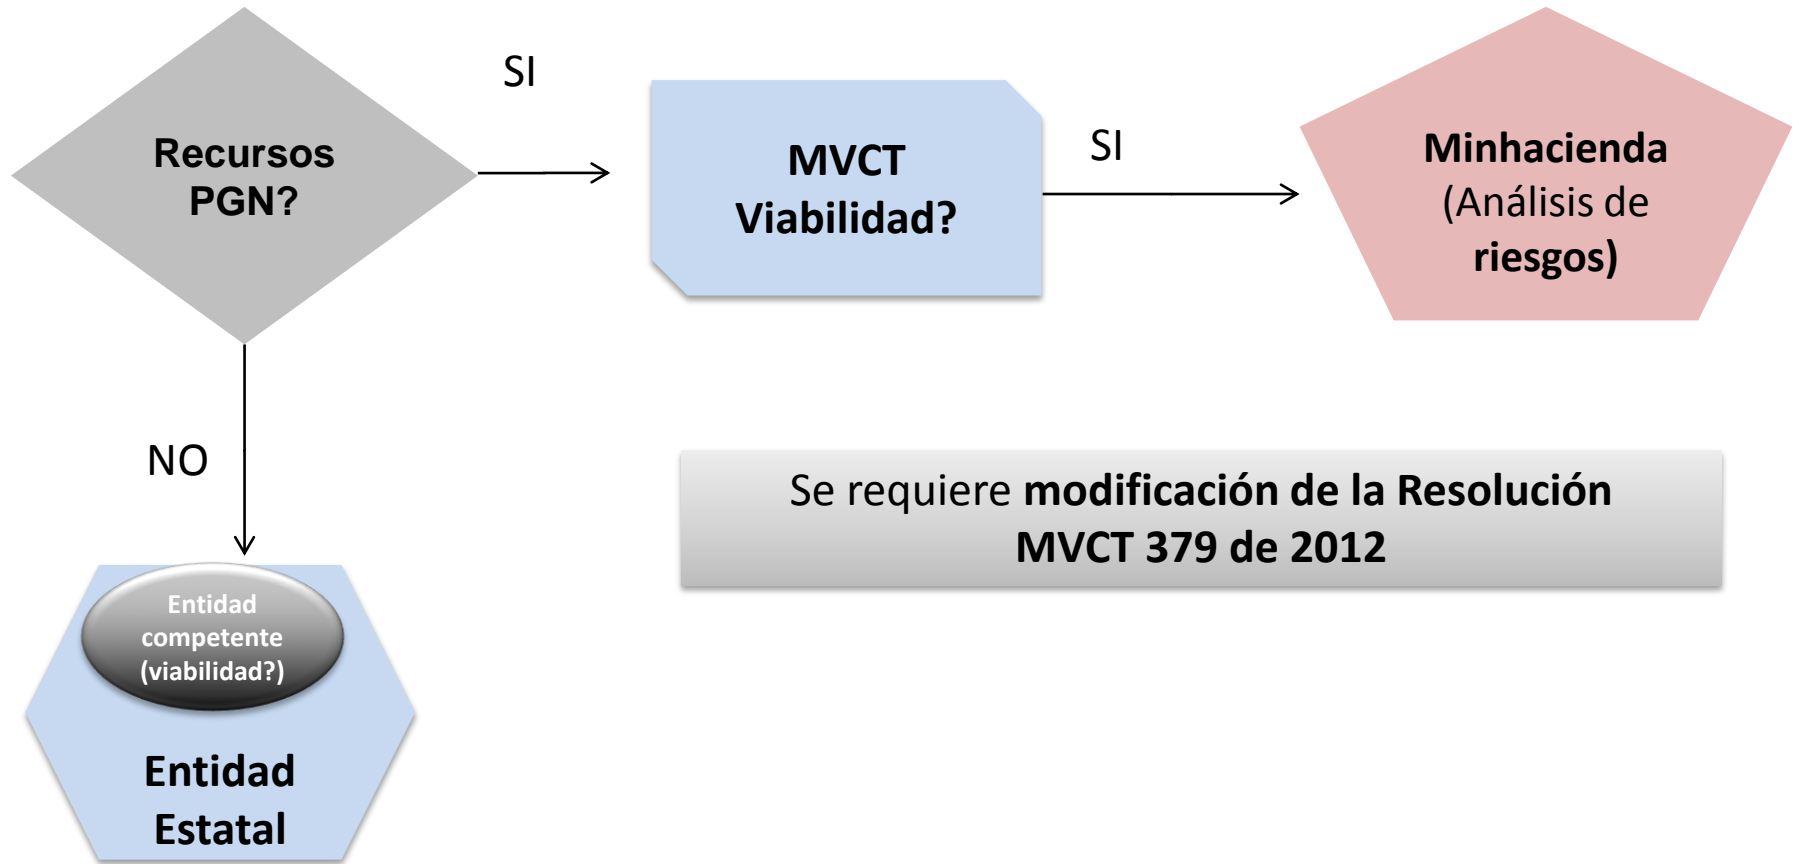 SI
Recursos
PGN?
MVCT
Viabilidad?
SI
Minhacienda
(Análisis de
riesgos)
NO
Se requiere modificación de la Resolución
MVCT 379 de 2012
Entidad
competente
(viabilidad?)
Entidad
Estatal